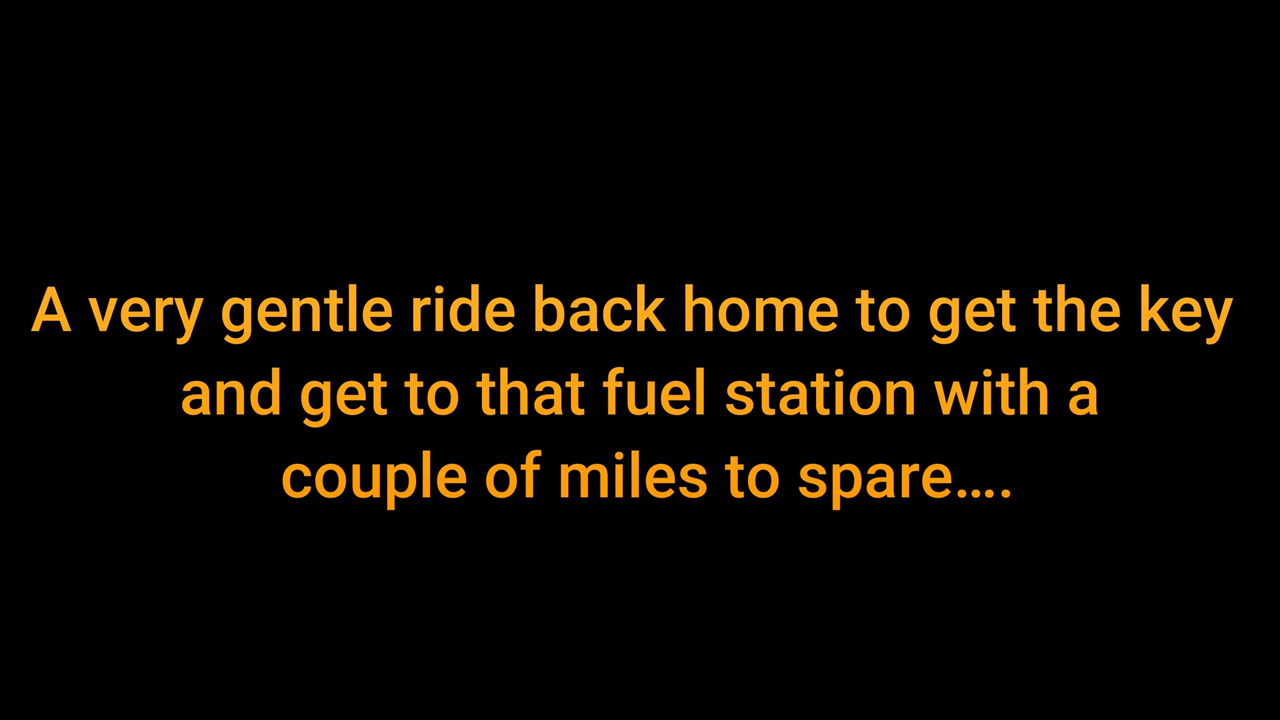 A very gentle ride back home to get the key
and get to that fuel station with a
couple of miles to spare....